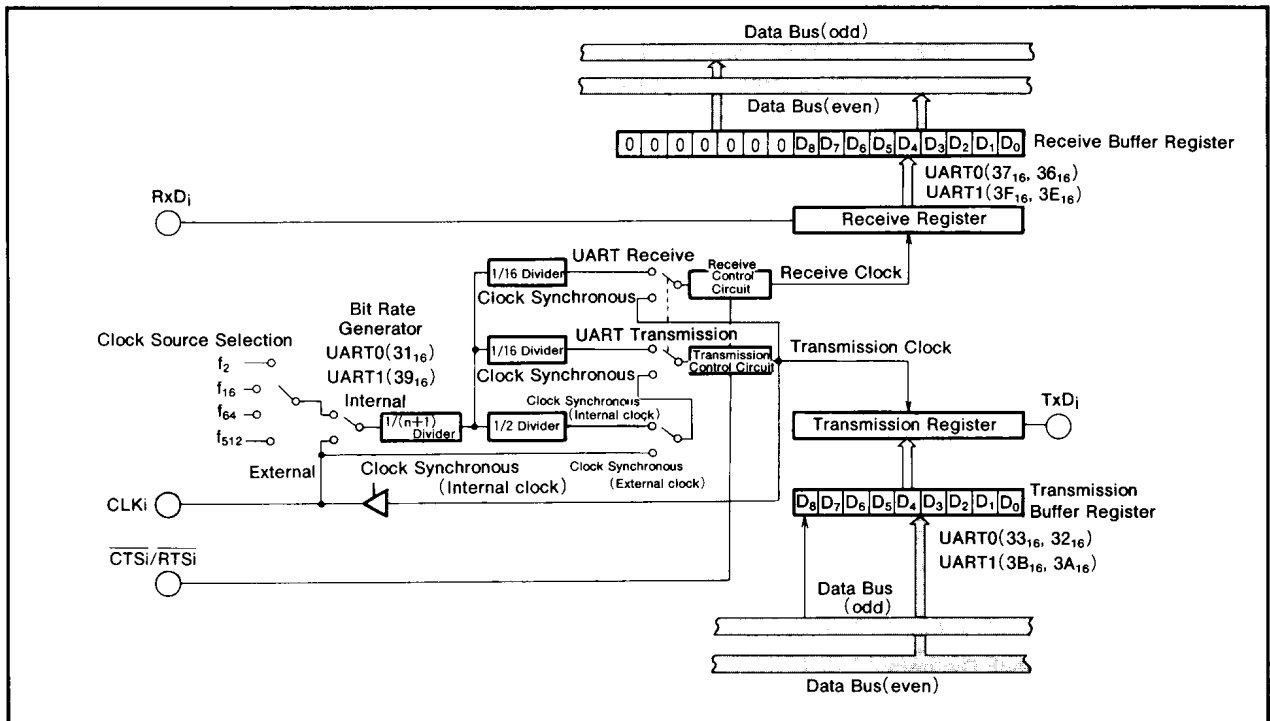 Data Bus(odd)
Data Bus(even)
0 0 0 0 0 0 0 D8 D7 D6 D5 D4 D3 D2 D1 D0 Receive Buffer Register
UART0(37₁₆, 36₁₆)
UART1(3F₁₆, 3E₁₆)
RxDi
Receive Register
UART Receive
1/16 Divider
Receive
Control
Circuit
Receive Clock
Clock Synchronous
Bit Rate
Generator
UART0(31₁₆)
UART1(39₁₆)
Clock Source Selection
f₂
f₁₆
f₆₄
f₅₁₂
Internal
External
1/(n+1)
Divider
UART Transmission
1/16 Divider
Transmission
Control Circuit
Transmission Clock
Clock Synchronous
1/2 Divider
Clock Synchronous
(Internal clock)
Clock Synchronous
(External clock)
Clock Synchronous
(Internal clock)
TxDi
Transmission Register
CLKi
D8 D7 D6 D5 D4 D3 D2 D1 D0
Transmission
Buffer Register
UART0(33₁₆, 32₁₆)
UART1(3B₁₆, 3A₁₆)
CTSi/RTSi
Data Bus
(odd)
Data Bus(even)